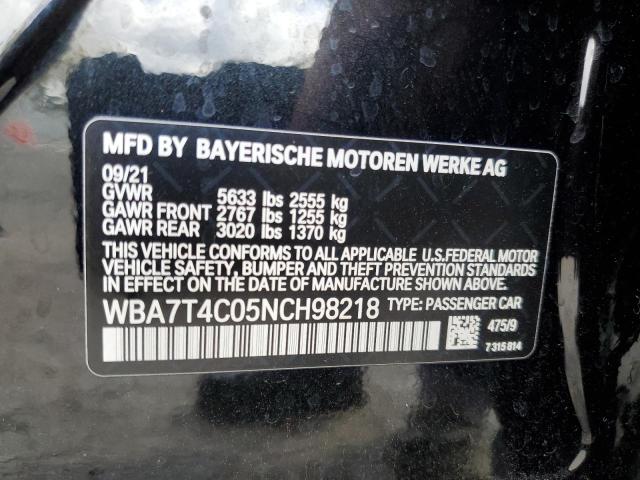 MFD BY BAYERISCHE MOTOREN WERKE AG
09/21
GVWR 5633 lbs 2555 kg
GAWR FRONT 2767 lbs 1255 kg
GAWR REAR 3020 lbs 1370 kg
THIS VEHICLE CONFORMS TO ALL APPLICABLE U.S.FEDERAL MOTOR
VEHICLE SAFETY, BUMPER AND THEFT PREVENTION STANDARDS
IN EFFECT ON THE DATE OF MANUFACTURE SHOWN ABOVE.
WBA7T4C05NCH98218 TYPE: PASSENGER CAR
475/9
7 315 814